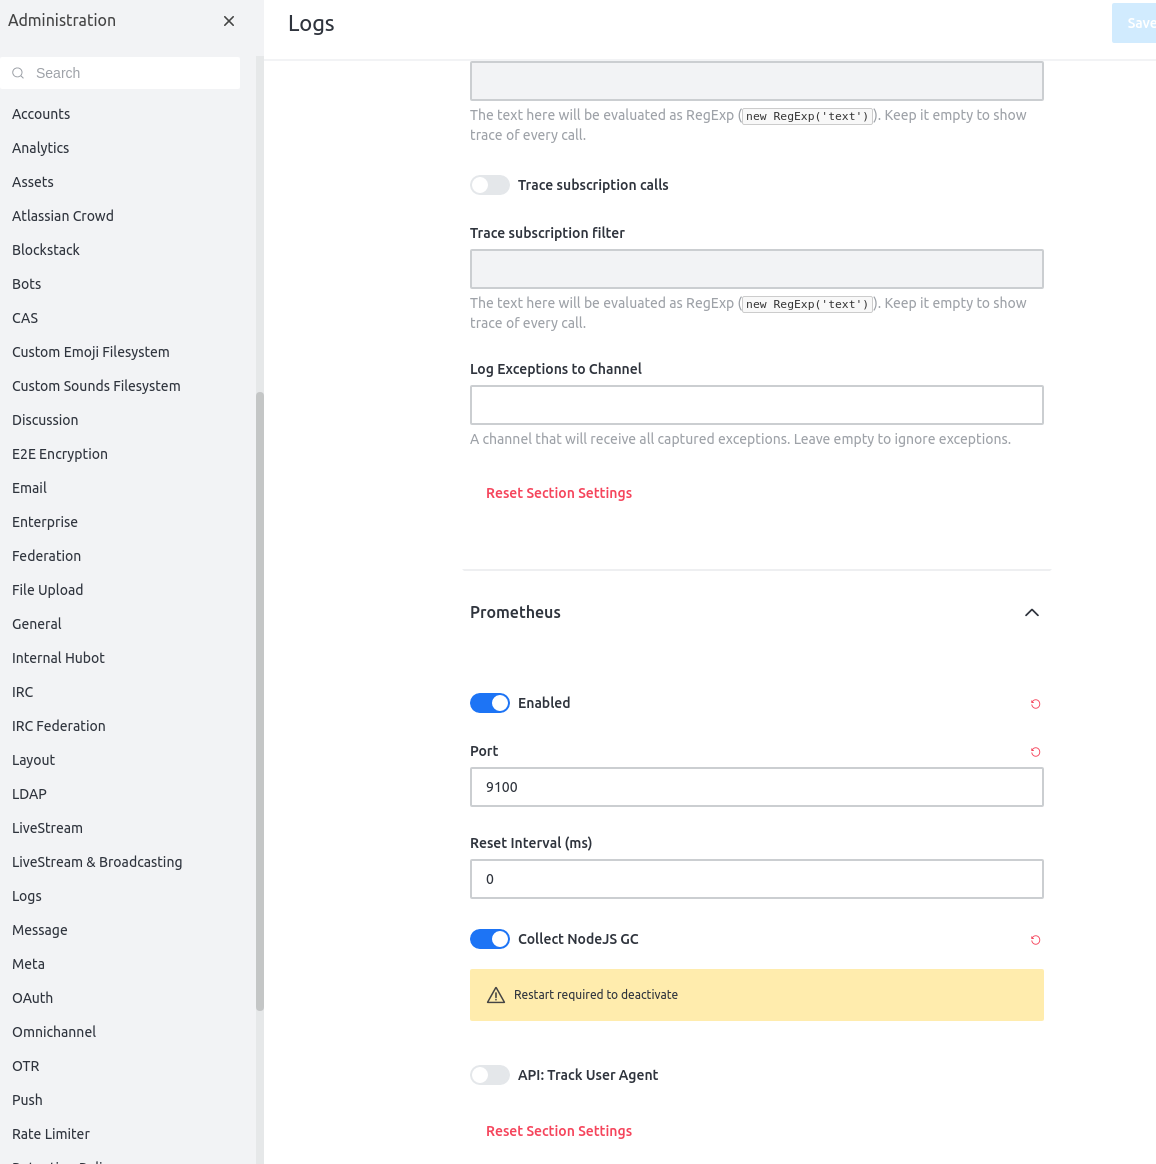 Administration
Search
Accounts
Analytics
Assets
Atlassian Crowd
Blockstack
Bots
CAS
Custom Emoji Filesystem
Custom Sounds Filesystem
Discussion
E2E Encryption
Email
Enterprise
Federation
File Upload
General
Internal Hubot
IRC
IRC Federation
Layout
LDAP
LiveStream
LiveStream & Broadcasting
Logs
Message
Meta
OAuth
Omnichannel
OTR
Push
Rate Limiter
Logs
Save
The text here will be evaluated as RegExp (new RegExp('text')). Keep it empty to show
trace of every call.
Trace subscription calls
Trace subscription filter
The text here will be evaluated as RegExp (new RegExp('text')). Keep it empty to show
trace of every call.
Log Exceptions to Channel
A channel that will receive all captured exceptions. Leave empty to ignore exceptions.
Reset Section Settings
Prometheus
Enabled
Port
9100
Reset Interval (ms)
0
Collect NodeJS GC
Restart required to deactivate
API: Track User Agent
Reset Section Settings